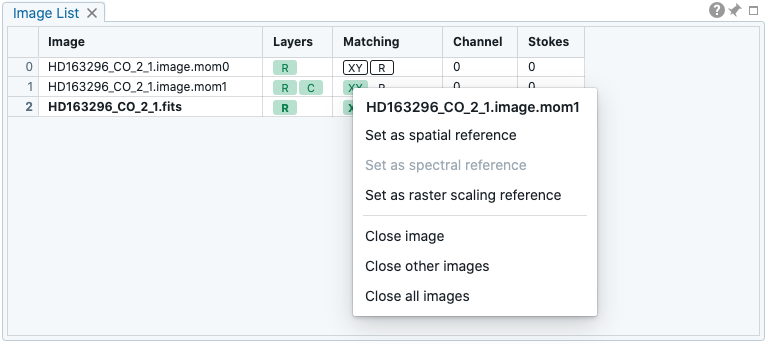 Image List
Image Layers Matching Channel Stokes
0 HD163296_CO_2_1.image.mom0 R XY R 0 0
1 HD163296_CO_2_1.image.mom1 R C XY R 0 0
2 HD163296_CO_2_1.fits R
HD163296_CO_2_1.image.mom1
Set as spatial reference
Set as spectral reference
Set as raster scaling reference
Close image
Close other images
Close all images